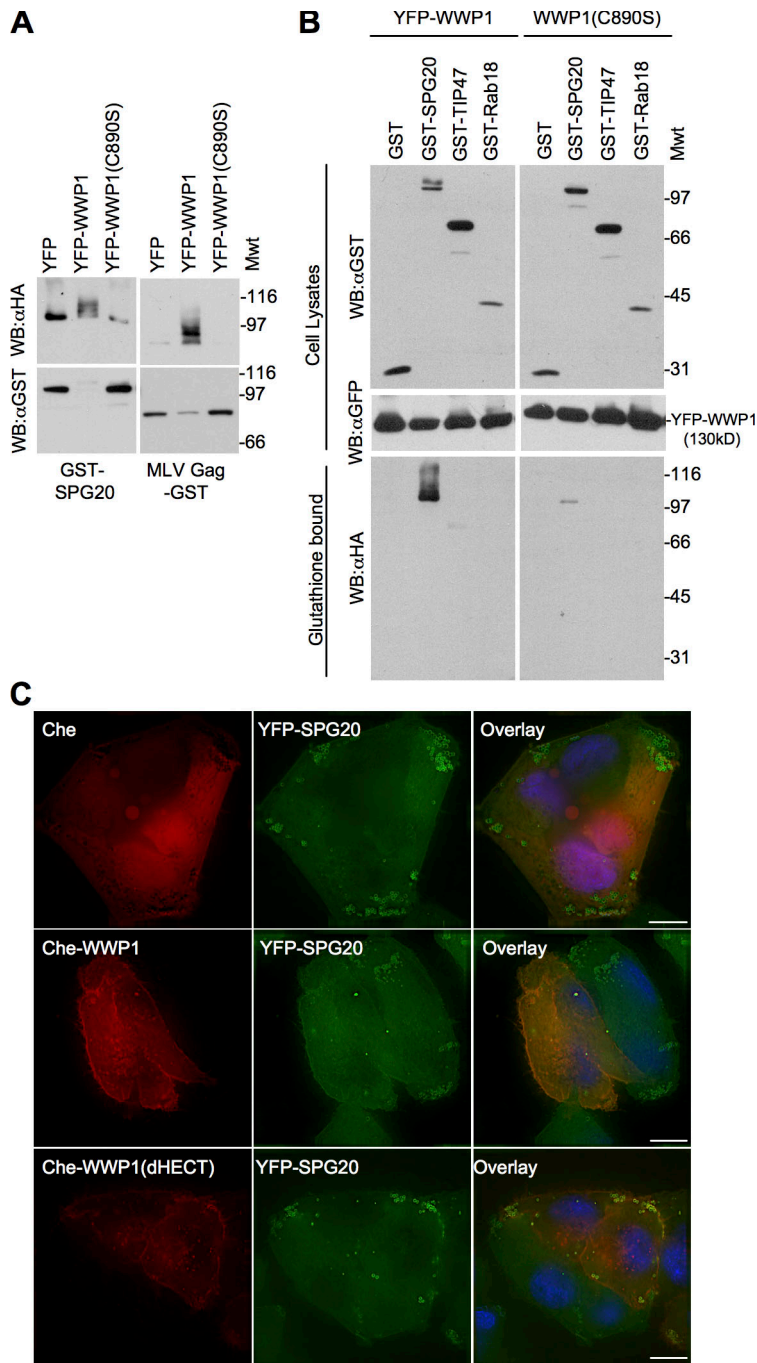 A
YFP
YFP-WWP1
YFP-WWP1(C890S)
YFP
YFP-WWP1
YFP-WWP1(C890S)
Mwt
WB:αHA
-116
-97
WB:αGST
-116
-97
-66
GST-
SPG20
MLV Gag
-GST
B
YFP-WWP1
WWP1(C890S)
GST
GST-SPG20
GST-TIP47
GST-Rab18
GST
GST-SPG20
GST-TIP47
GST-Rab18
Mwt
Cell Lysates
WB:αGST
-97
-66
-45
-31
WB:αGFP
-YFP-WWP1
(130kD)
Glutathione bound
WB:αHA
-116
-97
-66
-45
-31
C
Che
YFP-SPG20
Overlay
Che-WWP1
YFP-SPG20
Overlay
Che-WWP1(dHECT)
YFP-SPG20
Overlay